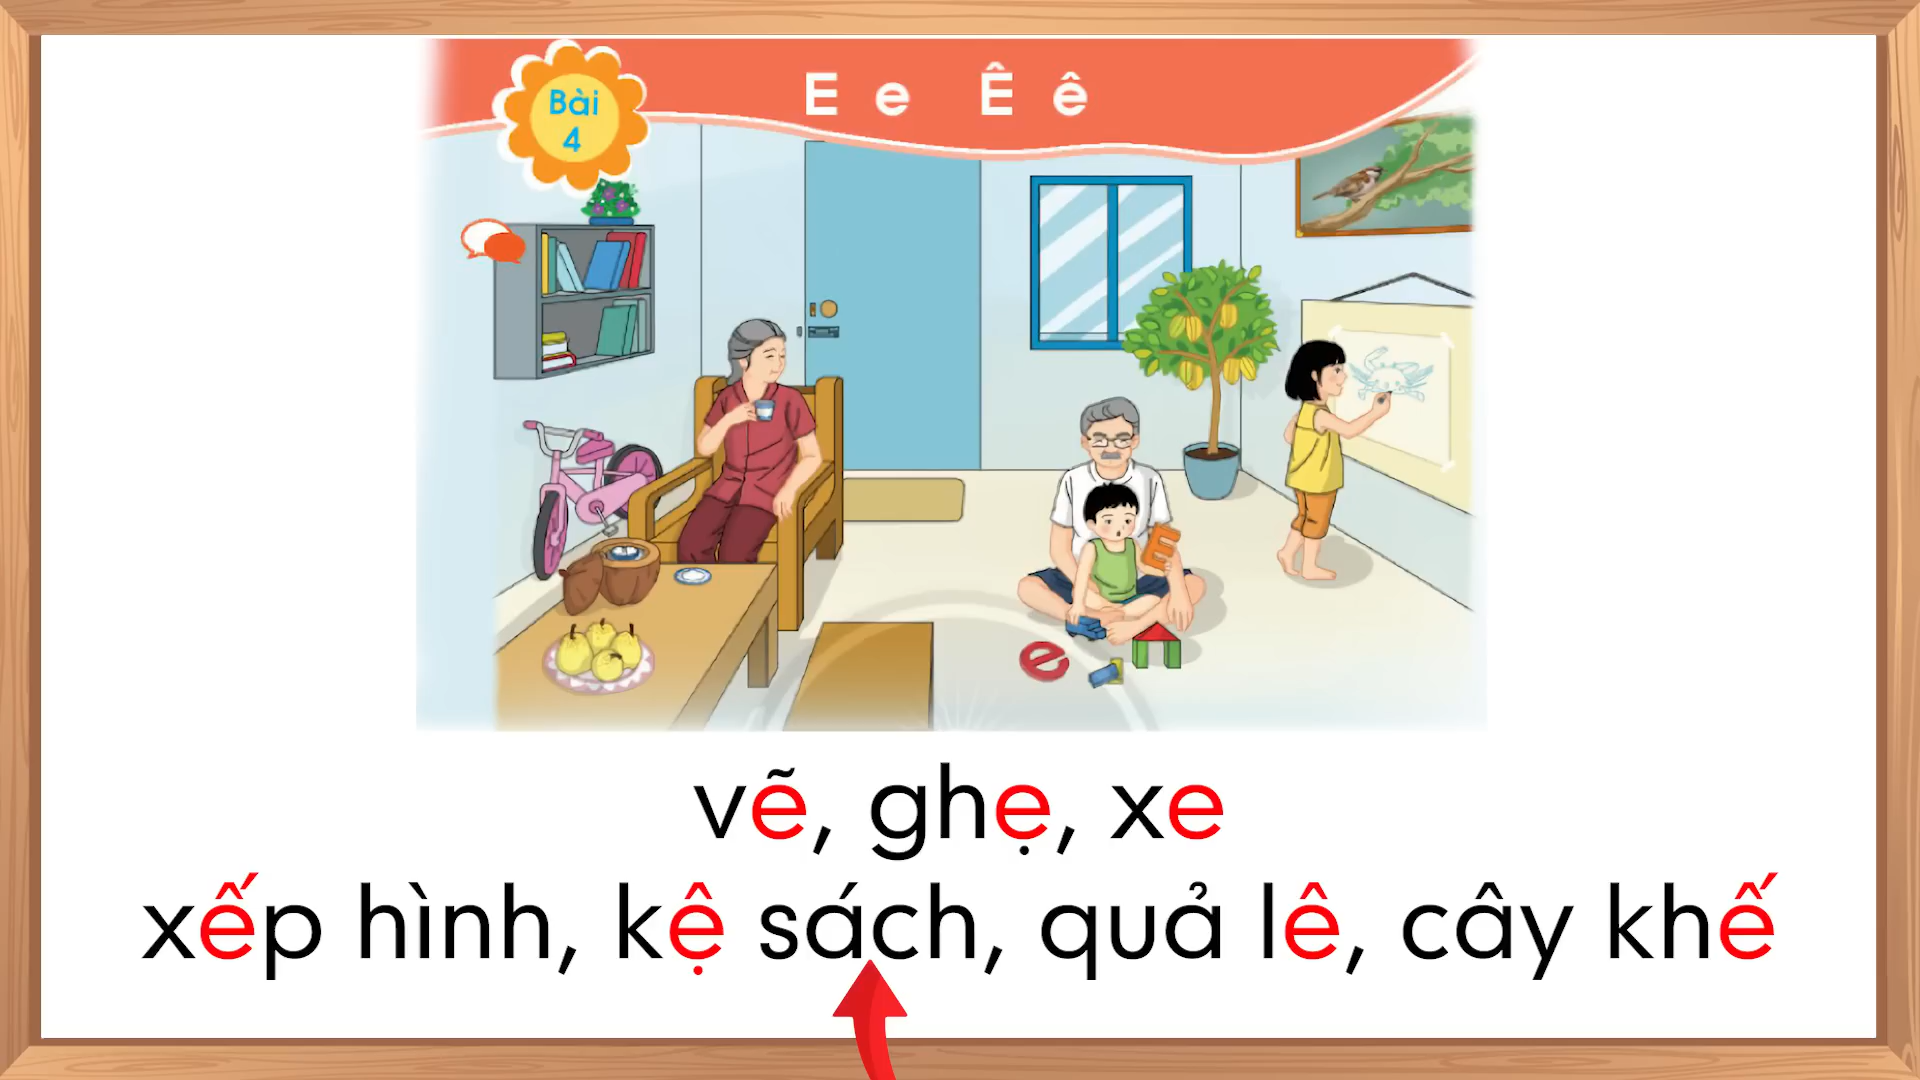 Bài
4
E e Ê ê
E
e
vẽ, ghẹ, xe
xếp hình, kệ sách, quả lê, cây khế